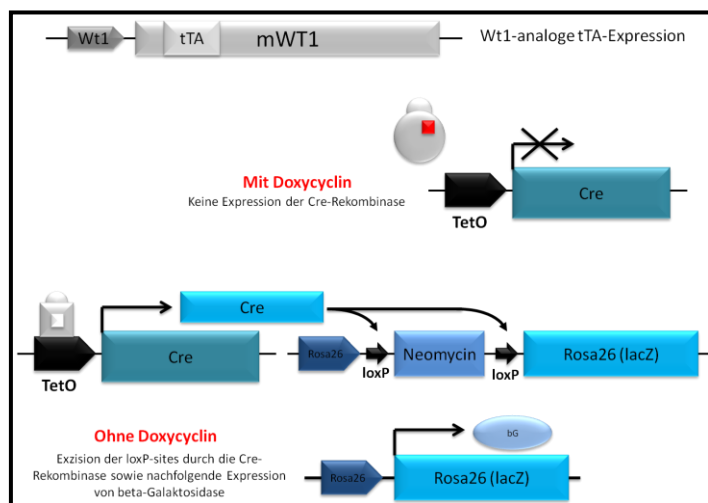 Wt1 tTA mWT1 Wt1-analoge tTA-Expression
Mit Doxycyclin
Keine Expression der Cre-Rekombinase
Cre
TetO
Cre
Cre
TetO
Rosa26
loxP
Neomycin
loxP
Rosa26 (lacZ)
Ohne Doxycyclin
Exzision der loxP-sites durch die Cre-
Rekombinase sowie nachfolgende Expression
von beta-Galaktosidase
bG
Rosa26
Rosa26 (lacZ)